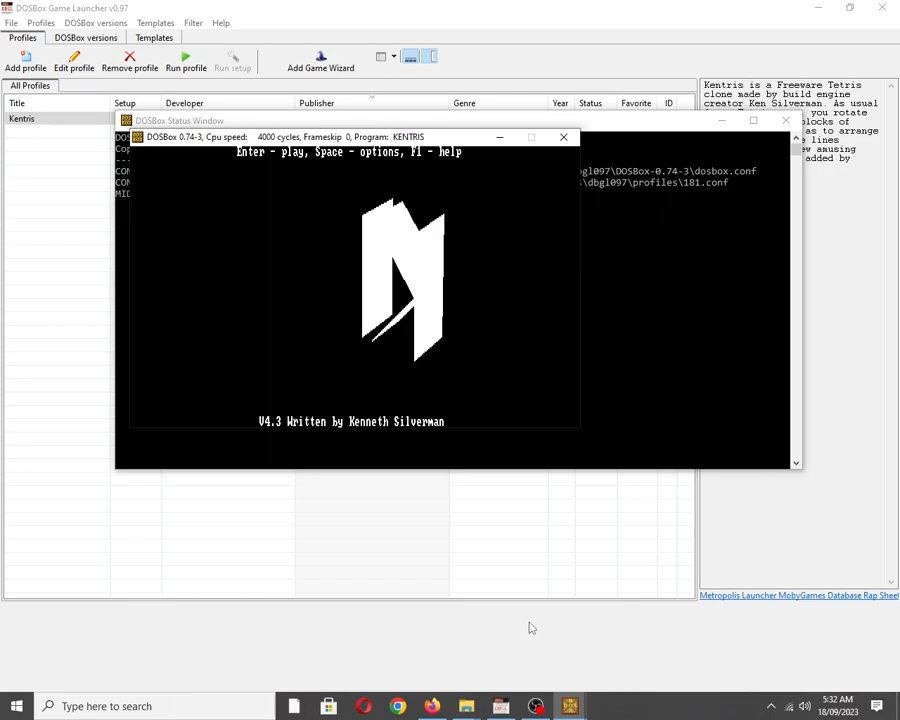 DOSBox Game Launcher v0.97
File Profiles DOSBox versions Templates Filter Help
Profiles DOSBox versions Templates
Add profile Edit profile Remove profile Run profile Run setup Add Game Wizard
All Profiles
Title Setup Developer Publisher Genre Year Status Favorite ID
Kentris
Kentris is a Freeware Tetris
clone made by build engine
creator Ken Silverman. As usual
you rotate
blocks of
as to arrange
lines
amusing
added by
DOSBox Status Window
DOSBox 0.74-3, Cpu speed: 4000 cycles, Frameskip 0, Program: KENTRIS
Enter - play, Space - options, F1 - help
bgl097\DOSBox-0.74-3\dosbox.conf
\dbgl097\profiles\181.conf
V4.3 Written by Kenneth Silverman
Metropolis Launcher MobyGames Database Rap Sheet
Type here to search
5:32 AM
18/09/2023